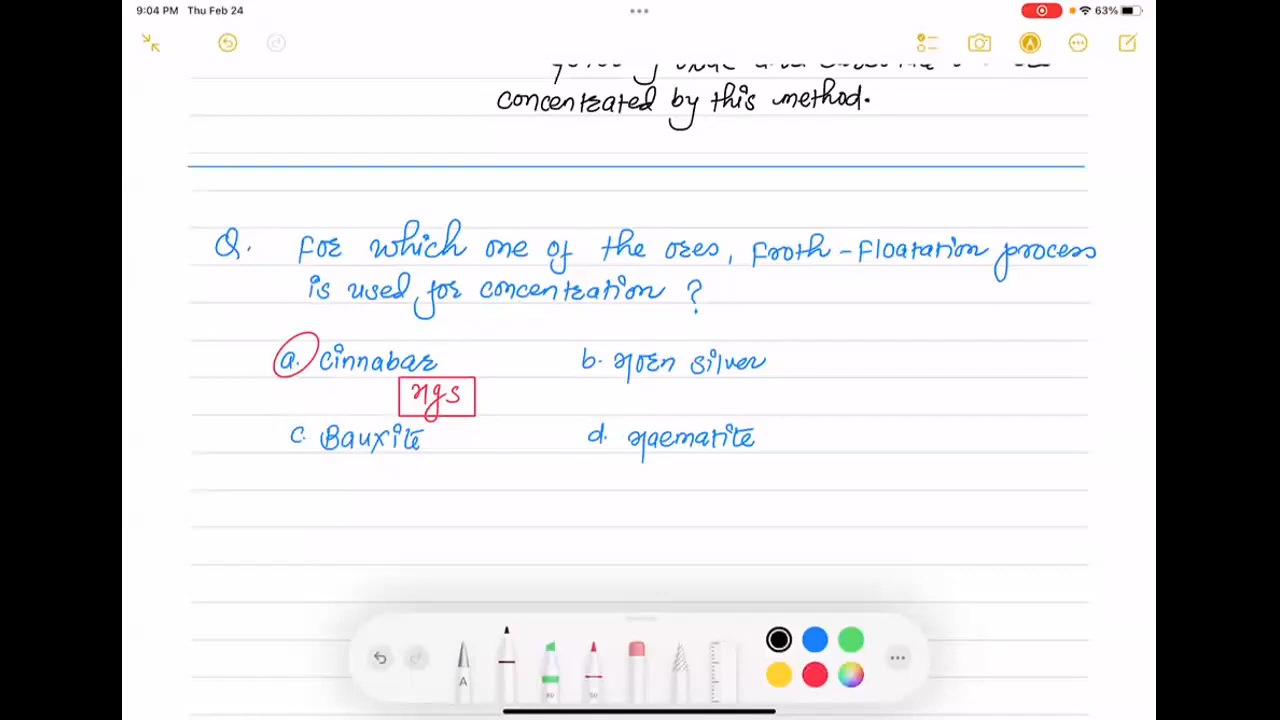 9:04 PM Thu Feb 24
63%
concentrated by this method.
Q. For which one of the ores, Froth-Floatation process
is used for concentration ?
a. Cinnabar
b. Horn silver
HgS
c. Bauxite
d. Haematite
A